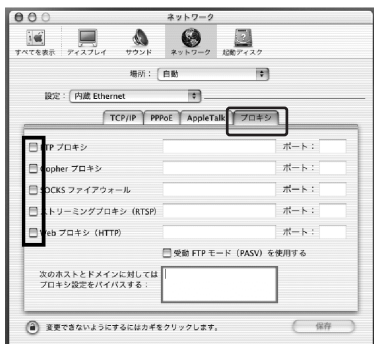 ネットワーク
すべてを表示 ディスプレイ サウンド ネットワーク 起動ディスク
場所： 自動
設定： 内蔵 Ethernet
TCP/IP PPPoE AppleTalk プロキシ
FTP プロキシ ポート：
Gopher プロキシ ポート：
SOCKS ファイアウォール ポート：
ストリーミングプロキシ（RTSP） ポート：
Web プロキシ（HTTP） ポート：
受動 FTP モード（PASV）を使用する
次のホストとドメインに対しては
プロキシ設定をバイパスする：
変更できないようにするにはカギをクリックします。 保存